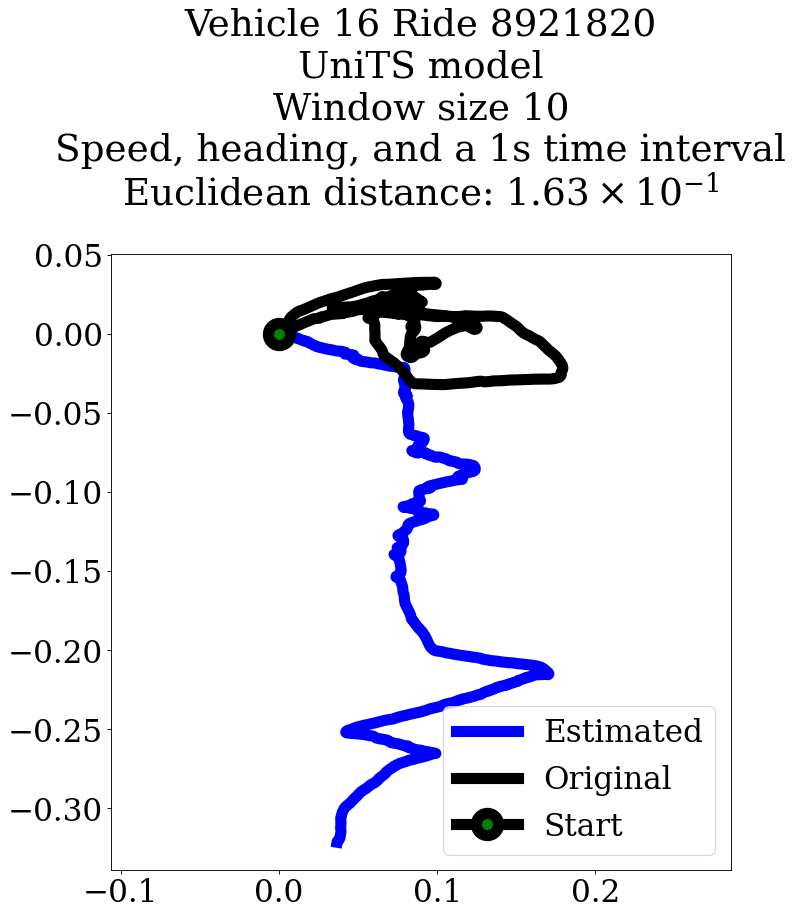 Vehicle 16 Ride 8921820
UniTS model
Window size 10
Speed, heading, and a 1s time interval
Euclidean distance: 1.63 × 10⁻¹
0.05
0.00
−0.05
−0.10
−0.15
−0.20
−0.25
−0.30
Estimated
Original
Start
−0.1
0.0
0.1
0.2